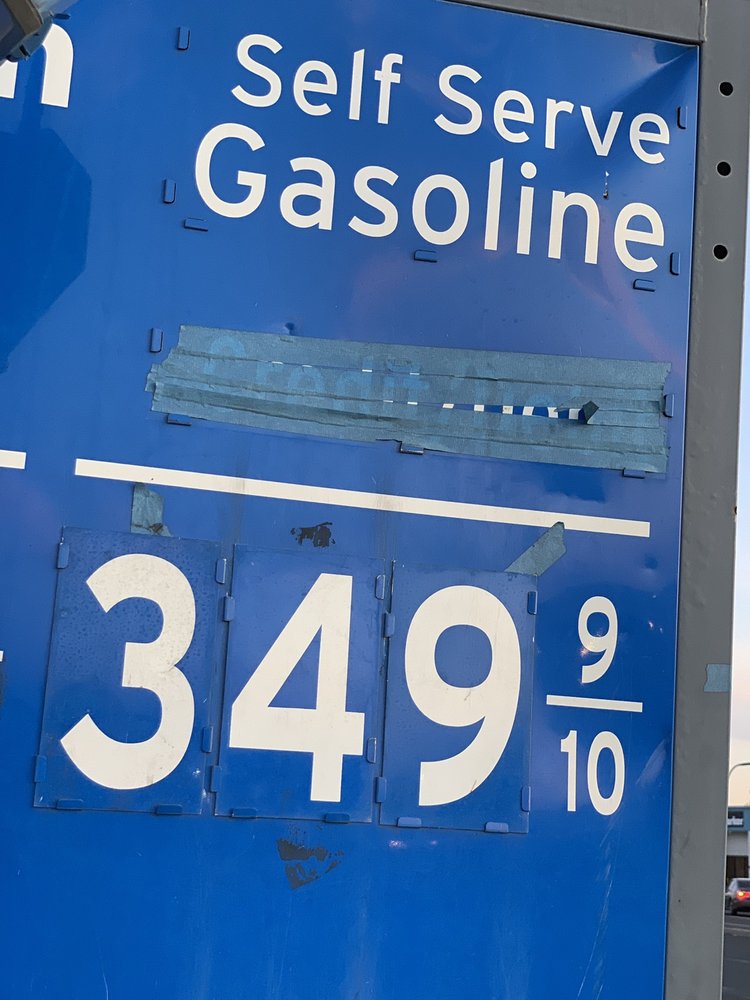 n
Self Serve
Gasoline
349 9/10